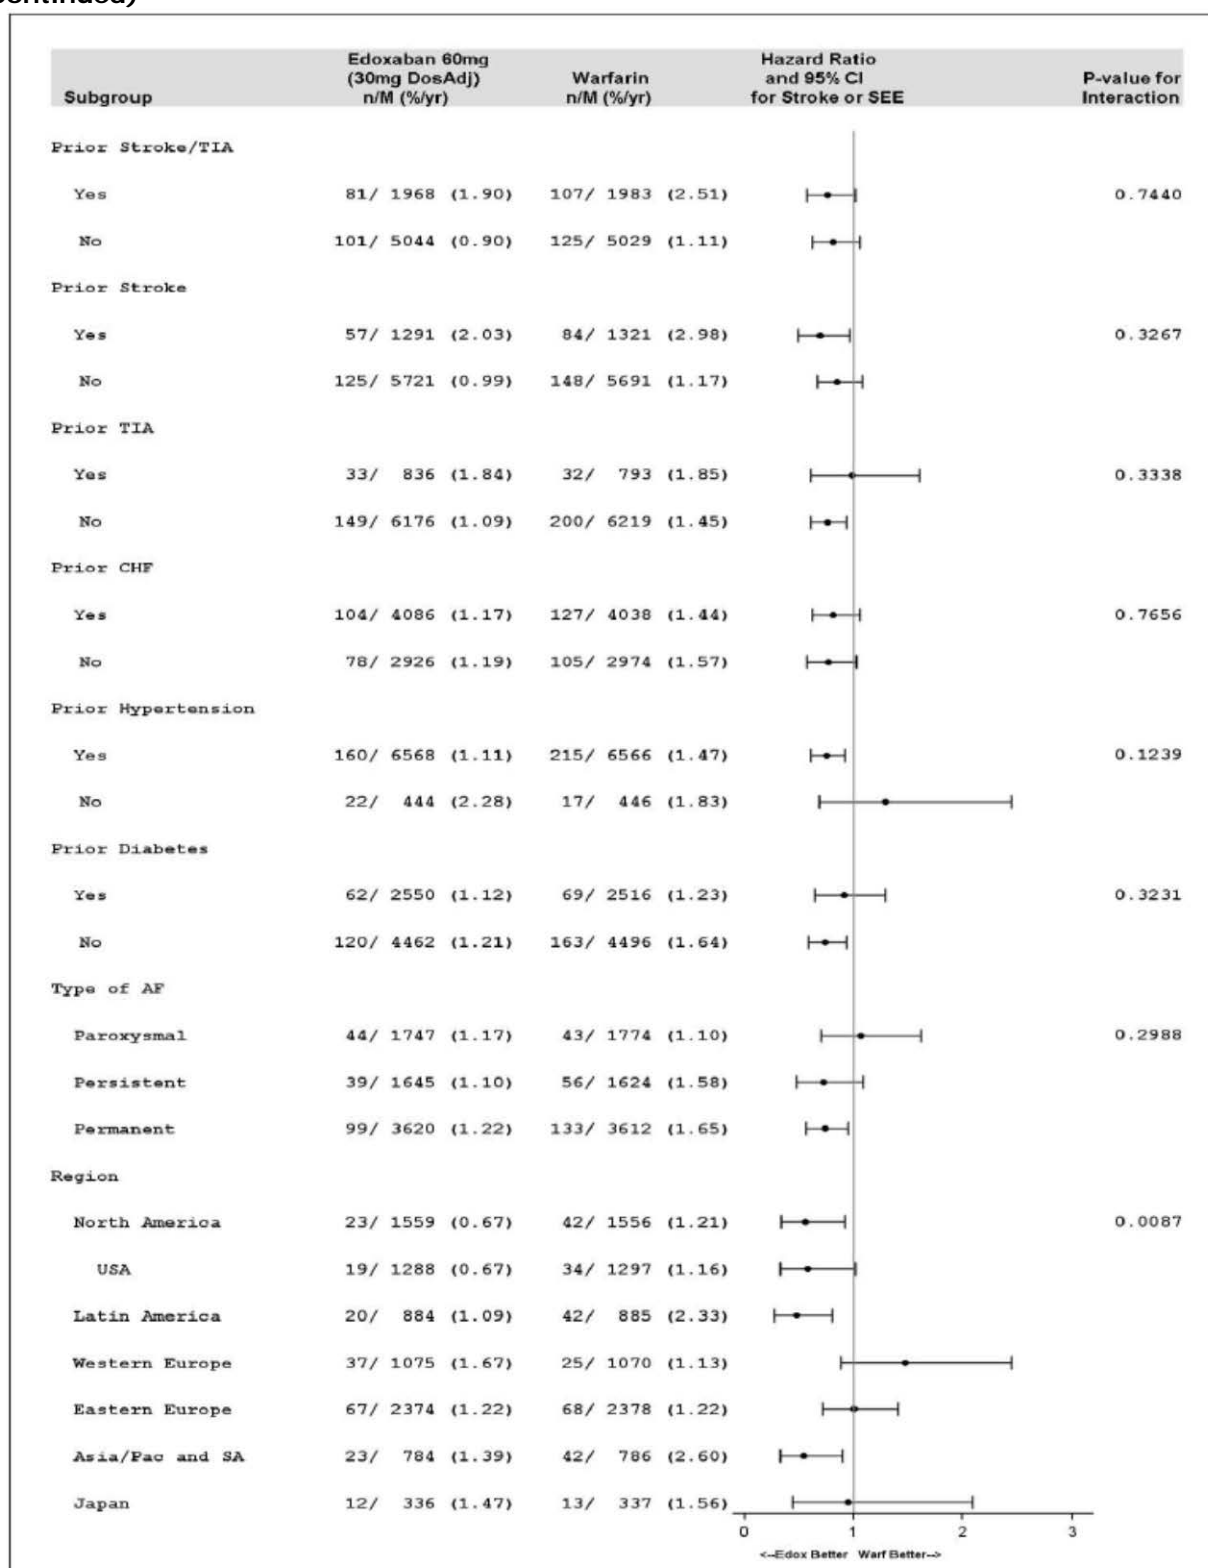 continued)
Edoxaban 60mg Hazard Ratio
(30mg DosAdj) Warfarin and 95% CI P-value for
Subgroup n/M (%/yr) n/M (%/yr) for Stroke or SEE Interaction
Prior Stroke/TIA
Yes 81/ 1968 (1.90) 107/ 1983 (2.51) 0.7440
No 101/ 5044 (0.90) 125/ 5029 (1.11)
Prior Stroke
Yes 57/ 1291 (2.03) 84/ 1321 (2.98) 0.3267
No 125/ 5721 (0.99) 148/ 5691 (1.17)
Prior TIA
Yes 33/ 836 (1.84) 32/ 793 (1.85) 0.3338
No 149/ 6176 (1.09) 200/ 6219 (1.45)
Prior CHF
Yes 104/ 4086 (1.17) 127/ 4038 (1.44) 0.7656
No 78/ 2926 (1.19) 105/ 2974 (1.57)
Prior Hypertension
Yes 160/ 6568 (1.11) 215/ 6566 (1.47) 0.1239
No 22/ 444 (2.28) 17/ 446 (1.83)
Prior Diabetes
Yes 62/ 2550 (1.12) 69/ 2516 (1.23) 0.3231
No 120/ 4462 (1.21) 163/ 4496 (1.64)
Type of AF
Paroxysmal 44/ 1747 (1.17) 43/ 1774 (1.10) 0.2988
Persistent 39/ 1645 (1.10) 56/ 1624 (1.58)
Permanent 99/ 3620 (1.22) 133/ 3612 (1.65)
Region
North America 23/ 1559 (0.67) 42/ 1556 (1.21) 0.0087
USA 19/ 1288 (0.67) 34/ 1297 (1.16)
Latin America 20/ 884 (1.09) 42/ 885 (2.33)
Western Europe 37/ 1075 (1.67) 25/ 1070 (1.13)
Eastern Europe 67/ 2374 (1.22) 68/ 2378 (1.22)
Asia/Pac and SA 23/ 784 (1.39) 42/ 786 (2.60)
Japan 12/ 336 (1.47) 13/ 337 (1.56)
0 1 2 3
<--Edox Better Warf Better-->